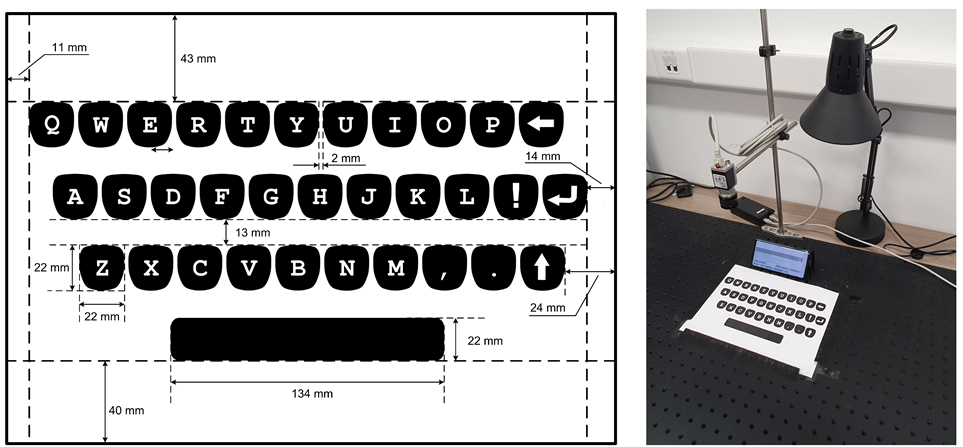 11 mm
43 mm
Q W E R T Y U I O P ←
2 mm
14 mm
A S D F G H J K L ! ↵
13 mm
22 mm
Z X C V B N M , . ↑
22 mm
24 mm
22 mm
134 mm
40 mm